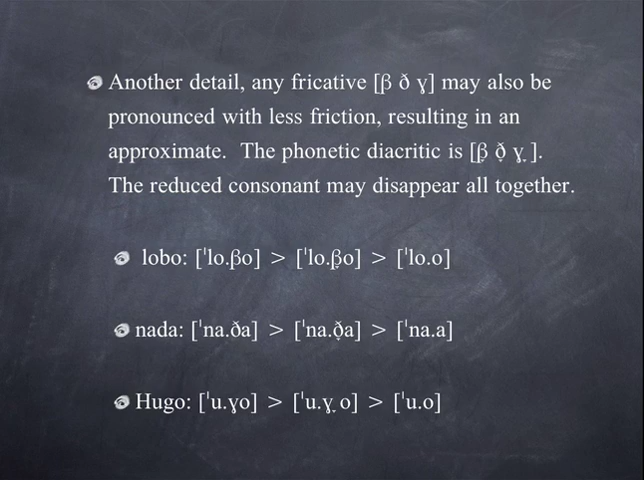 Another detail, any fricative [β ð ɣ] may also be
pronounced with less friction, resulting in an
approximate. The phonetic diacritic is [β̞ ð̞ ɣ̞ ].
The reduced consonant may disappear all together.
lobo: [ˈlo.βo] > [ˈlo.β̞o] > [ˈlo.o]
nada: [ˈna.ða] > [ˈna.ð̞a] > [ˈna.a]
Hugo: [ˈu.ɣo] > [ˈu.ɣ̞ o] > [ˈu.o]